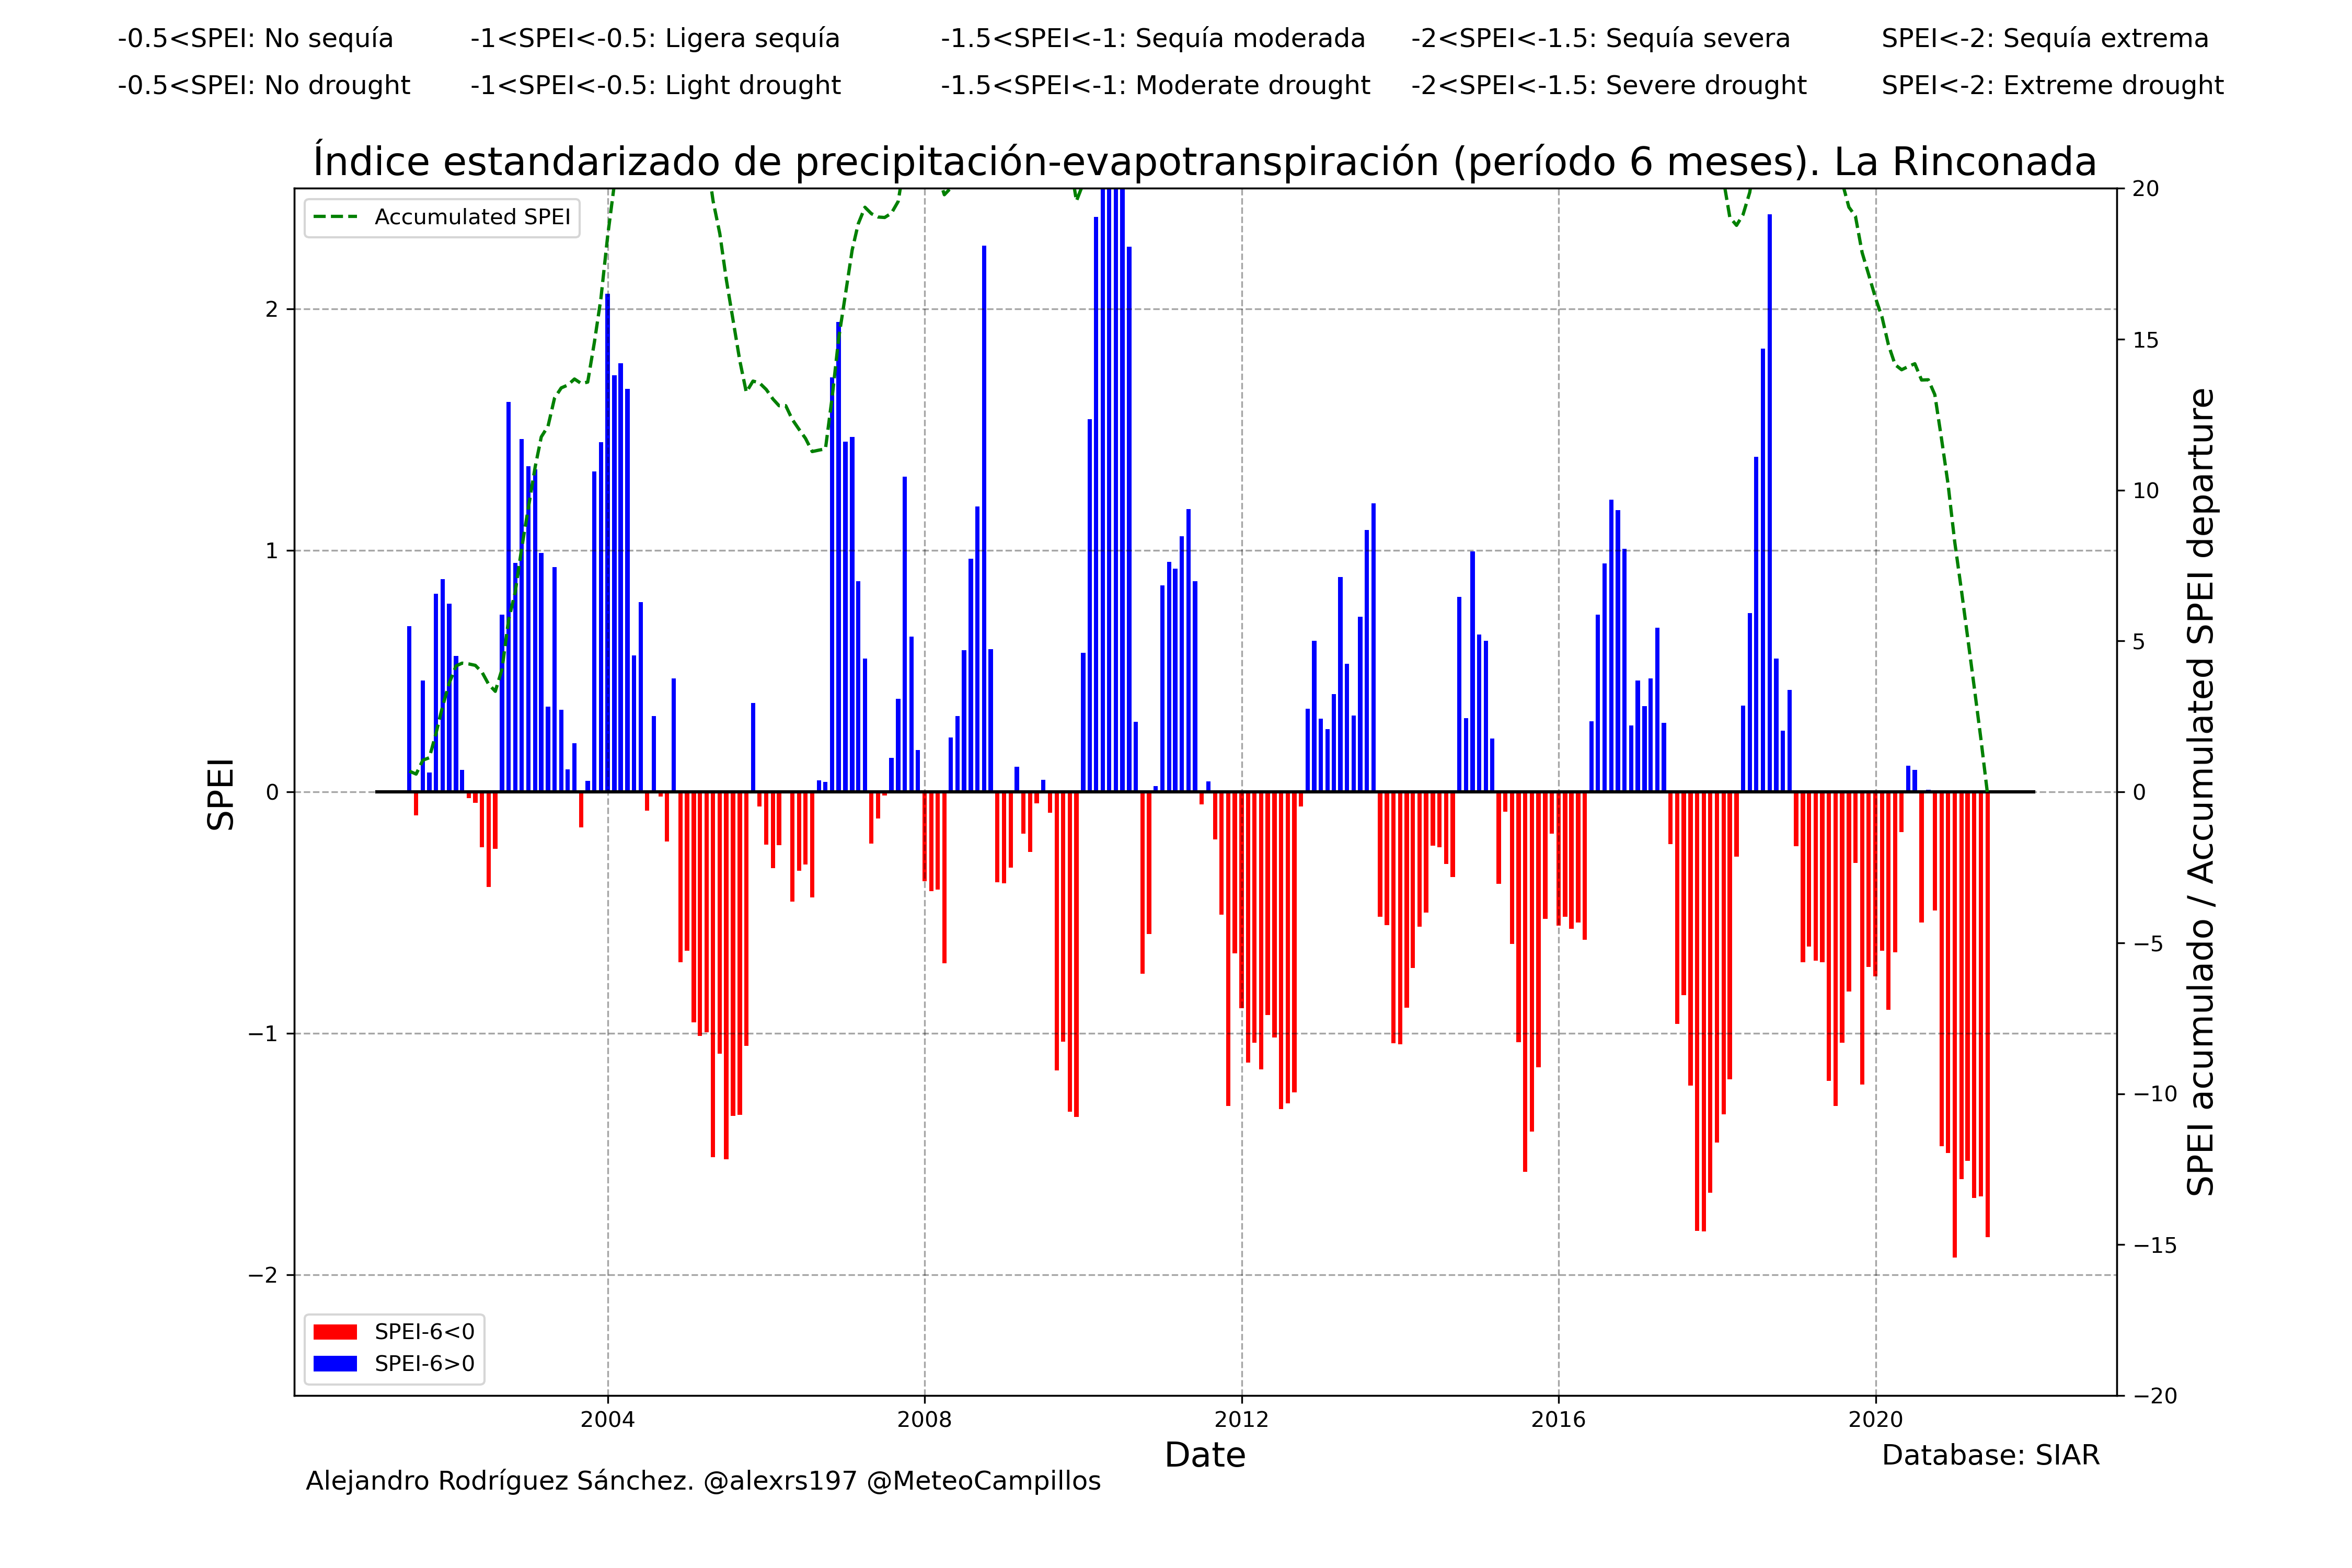 -0.5<SPEI: No sequía -1<SPEI<-0.5: Ligera sequía -1.5<SPEI<-1: Sequía moderada -2<SPEI<-1.5: Sequía severa SPEI<-2: Sequía extrema
-0.5<SPEI: No drought -1<SPEI<-0.5: Light drought -1.5<SPEI<-1: Moderate drought -2<SPEI<-1.5: Severe drought SPEI<-2: Extreme drought
Índice estandarizado de precipitación-evapotranspiración (período 6 meses). La Rinconada
Accumulated SPEI
2
1
0
−1
−2
SPEI
20
15
10
5
0
−5
−10
−15
−20
SPEI acumulado / Accumulated SPEI departure
SPEI-6<0
SPEI-6>0
2004 2008 2012 2016 2020
Date
Database: SIAR
Alejandro Rodríguez Sánchez. @alexrs197 @MeteoCampillos